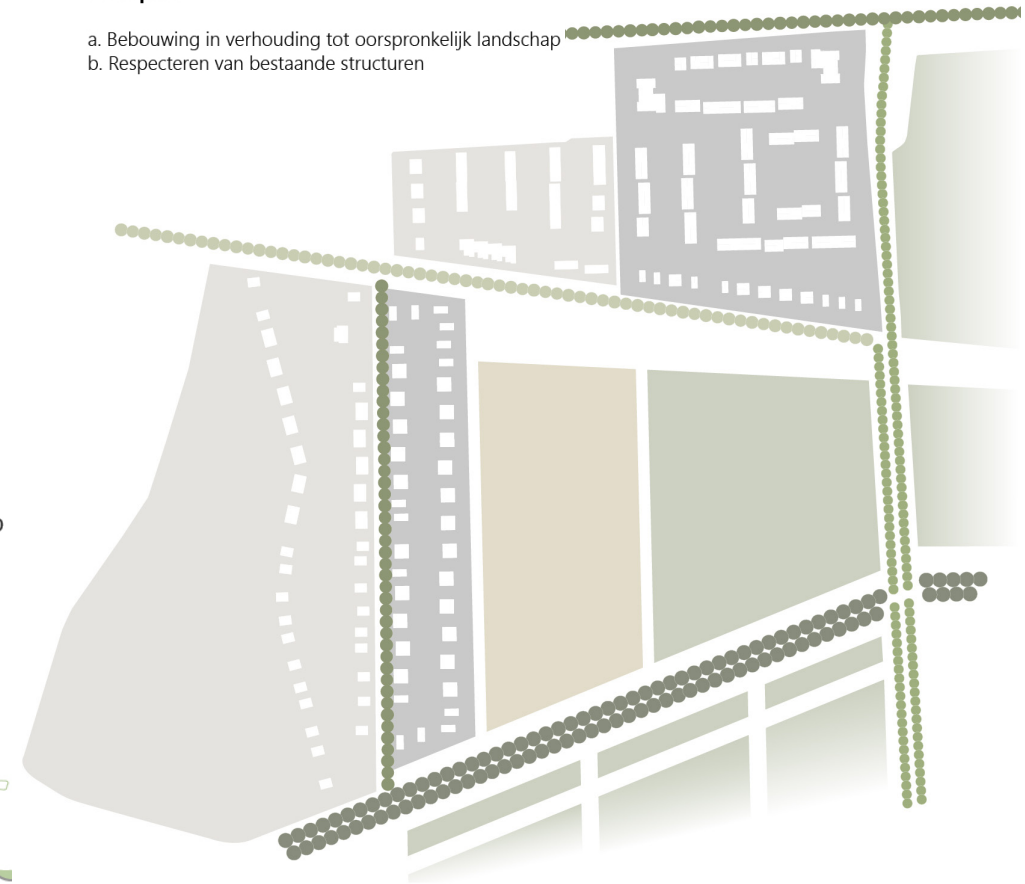 a. Bebouwing in verhouding tot oorspronkelijk landschap
b. Respecteren van bestaande structuren